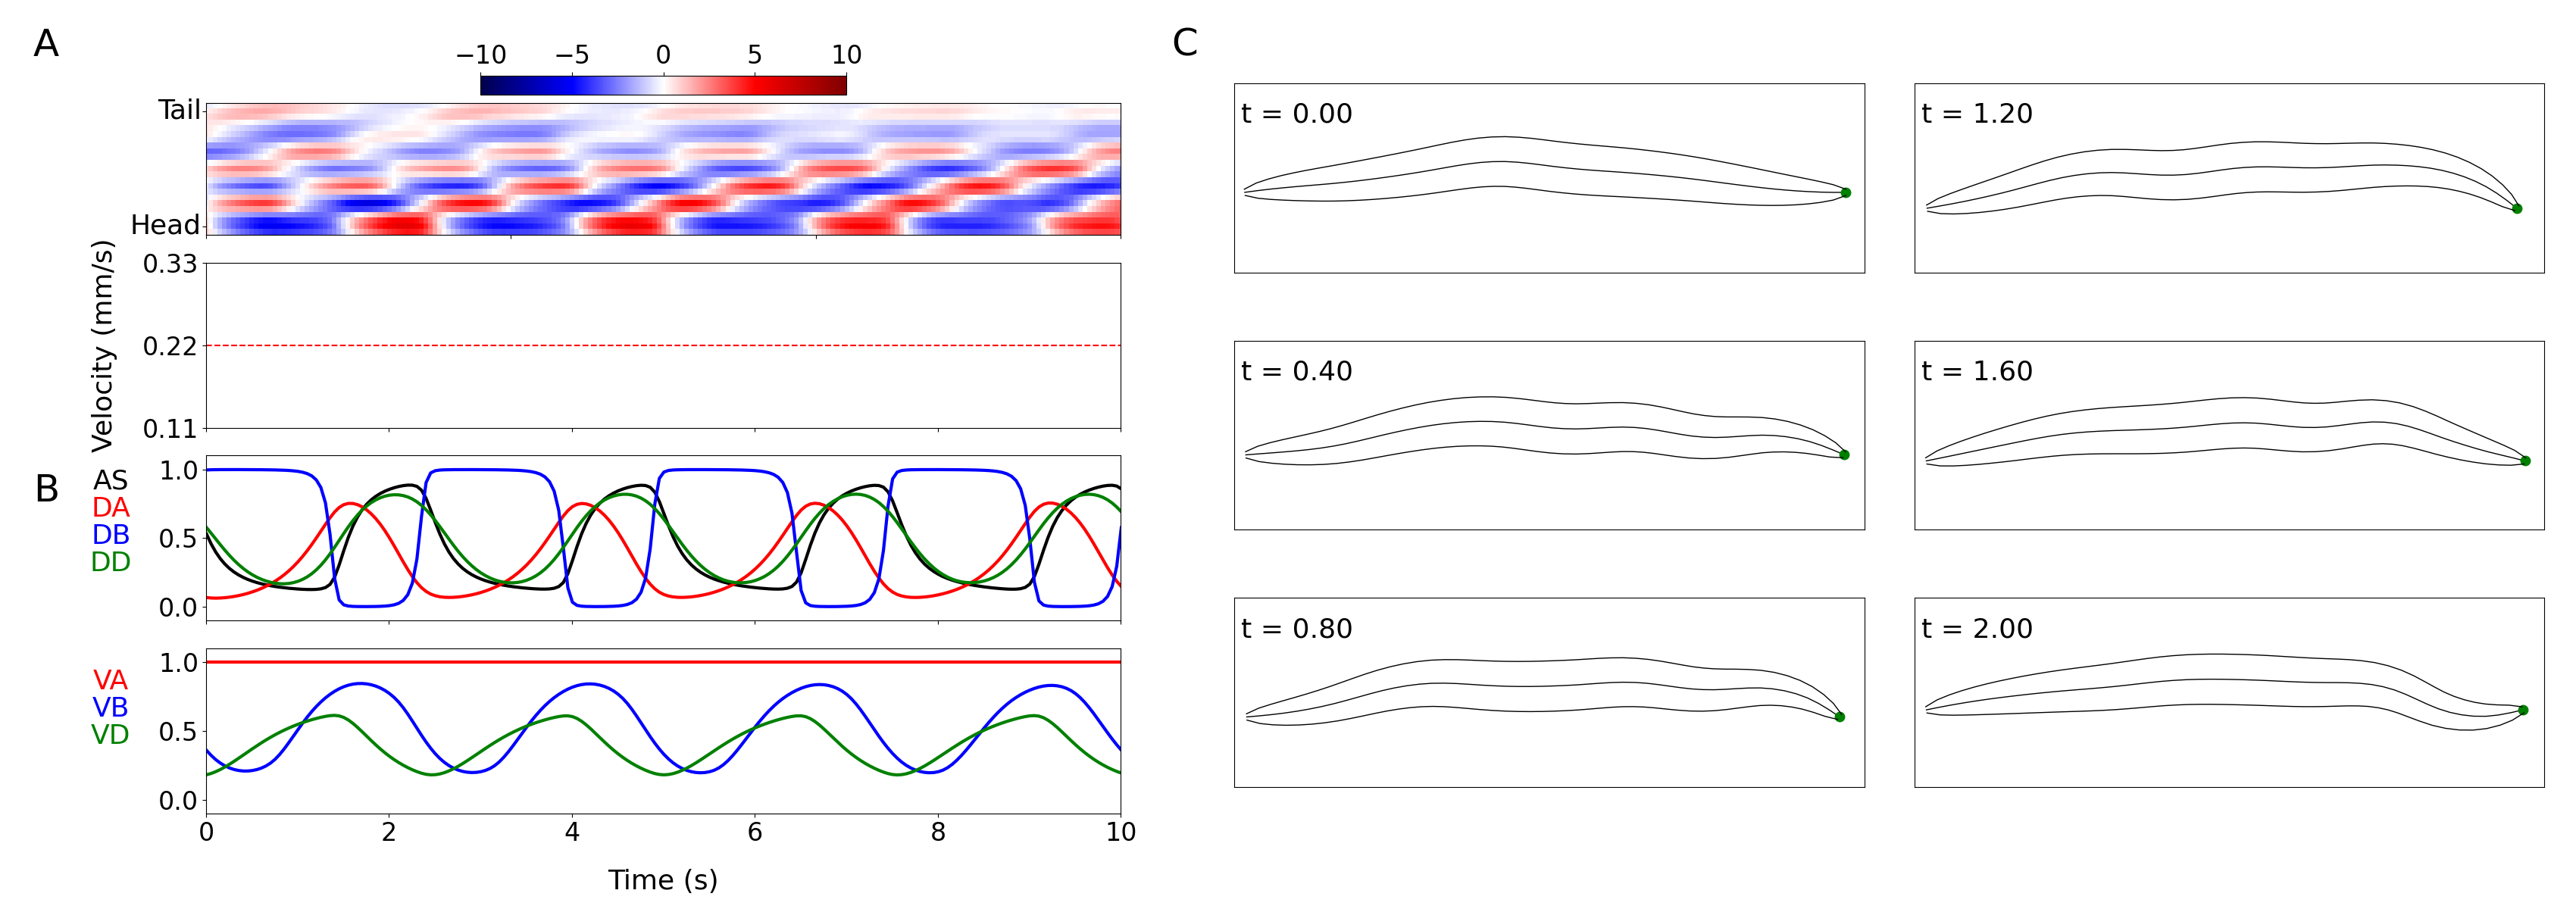 A
−10 −5 0 5 10
Tail
Head
Velocity (mm/s)
0.33
0.22
0.11
B
AS
DA
DB
DD
1.0
0.5
0.0
VA
VB
VD
1.0
0.5
0.0
0 2 4 6 8 10
Time (s)
C
t = 0.00
t = 1.20
t = 0.40
t = 1.60
t = 0.80
t = 2.00